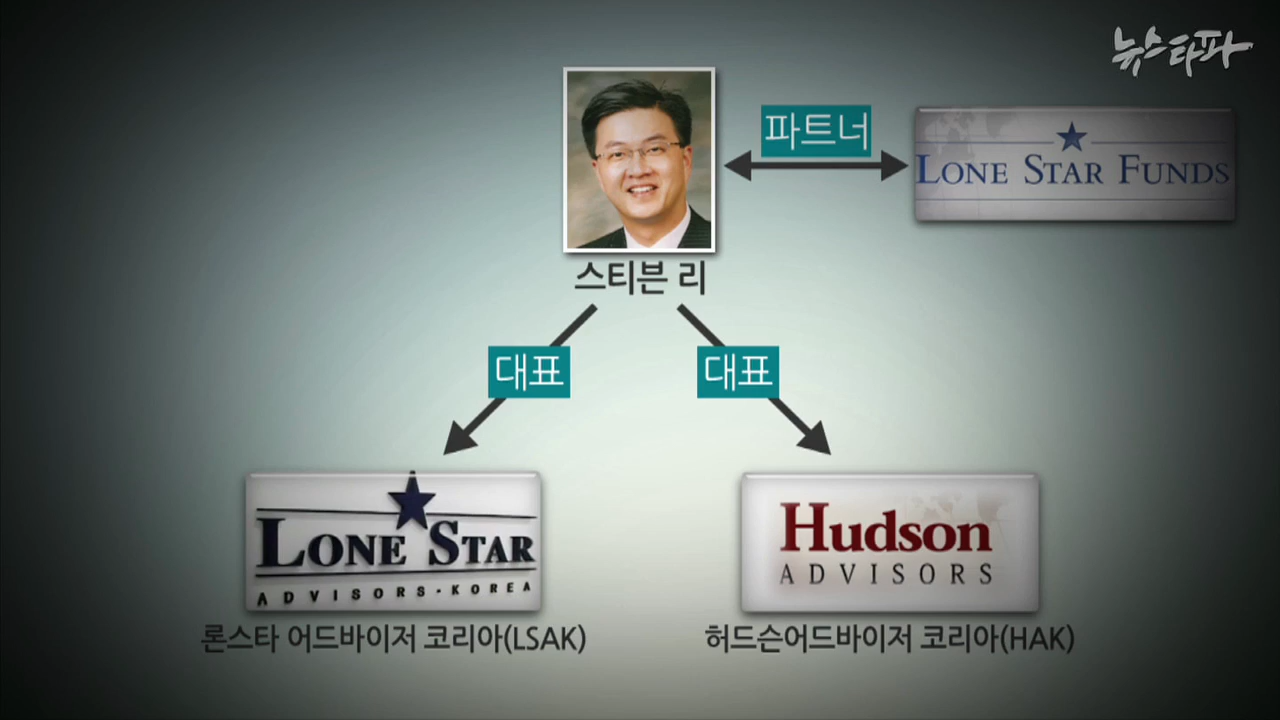 뉴스타파
파트너
LONE STAR FUNDS
스티븐 리
대표
대표
LONE STAR
ADVISORS·KOREA
Hudson
ADVISORS
론스타 어드바이저 코리아(LSAK)
허드슨어드바이저 코리아(HAK)